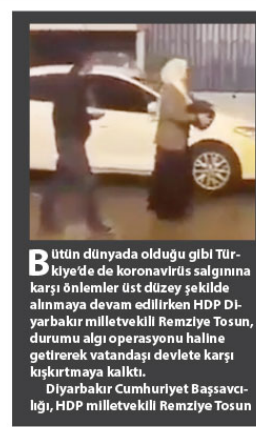 Bütün dünyada olduğu gibi Tür-
kiye’de de koronavirüs salgınına
karşı önlemler üst düzey şekilde
alınmaya devam edilirken HDP Di-
yarbakır milletvekili Remziye Tosun,
durumu algı operasyonu haline
getirerek vatandaşı devlete karşı
kışkırtmaya kalktı.
Diyarbakır Cumhuriyet Başsavcı-
lığı, HDP milletvekili Remziye Tosun